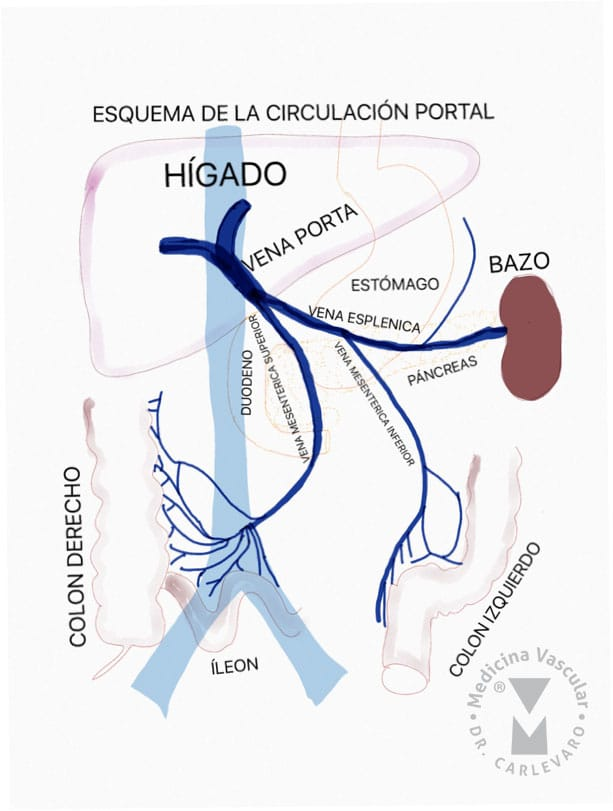 ESQUEMA DE LA CIRCULACIÓN PORTAL
HÍGADO
VENA PORTA
BAZO
ESTÓMAGO
VENA ESPLENICA
PÁNCREAS
DUODENO
VENA MESENTERICA SUPERIOR
VENA MESENTERICA INFERIOR
COLON DERECHO
COLON IZQUIERDO
ÍLEON
Medicina Vascular
®
• DR. CARLEVARO •